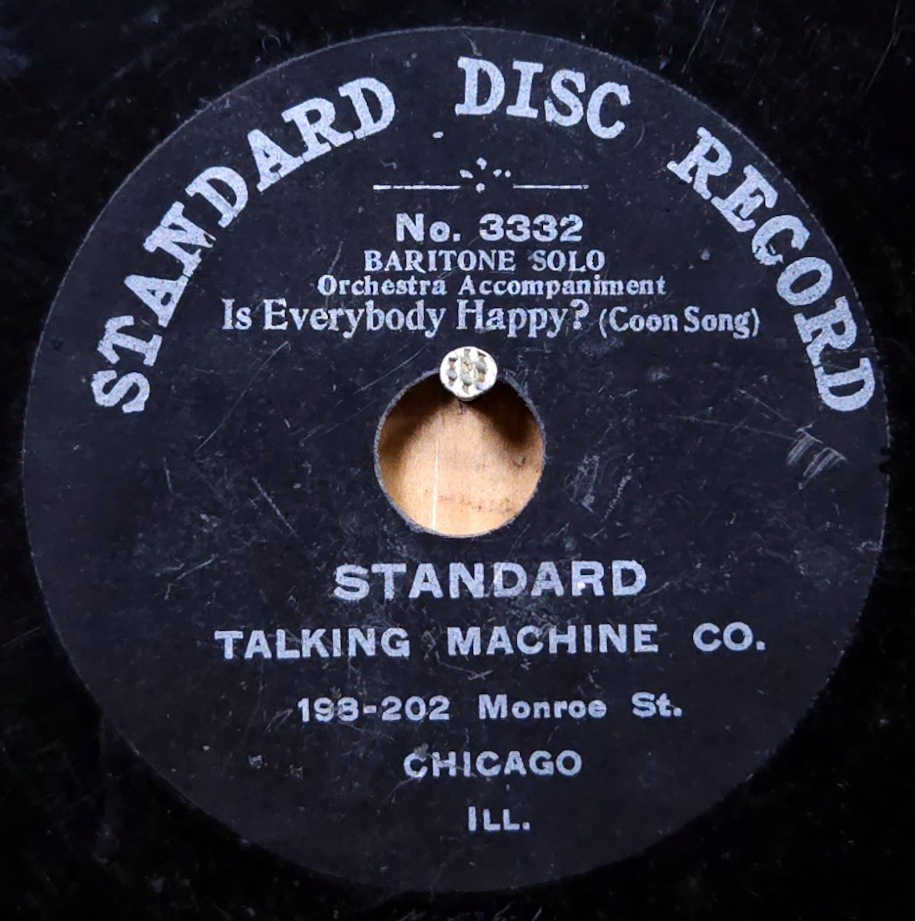 STANDARD DISC RECORD
No. 3332
BARITONE SOLO
Orchestra Accompaniment
Is Everybody Happy? (Coon Song)
STANDARD
TALKING MACHINE CO.
198-202 Monroe St.
CHICAGO
ILL.